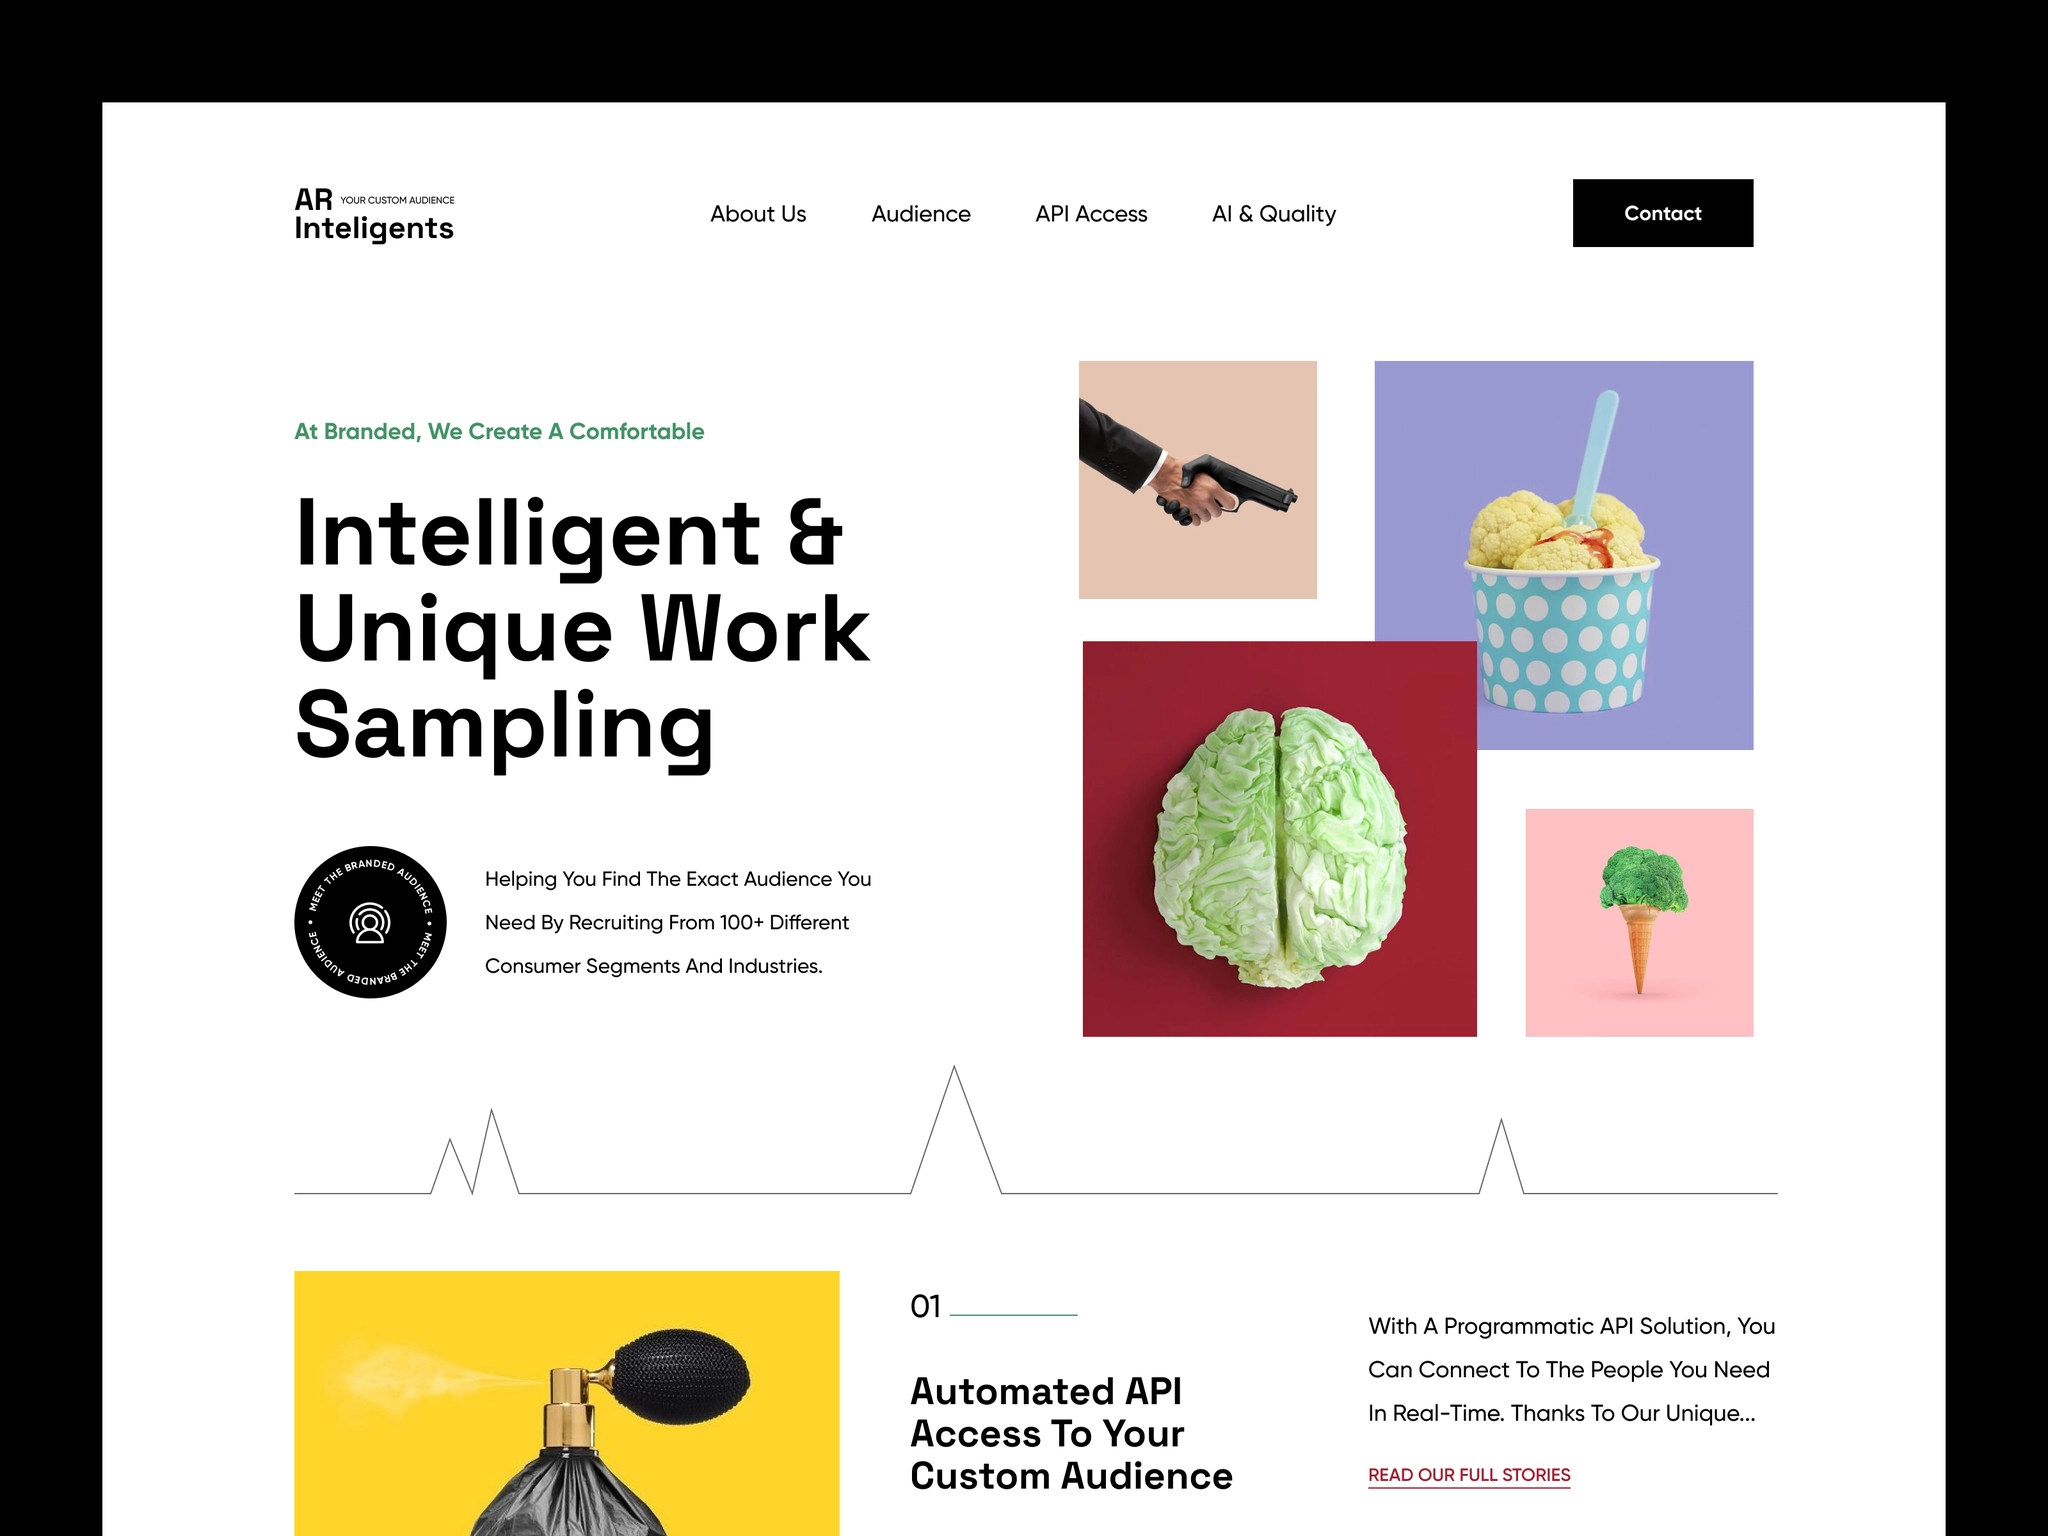 AR YOUR CUSTOM AUDIENCE
Inteligents
About Us
Audience
API Access
AI & Quality
Contact
At Branded, We Create A Comfortable
Intelligent &
Unique Work
Sampling
MEET THE BRANDED AUDIENCE • MEET THE BRANDED AUDIENCE •
Helping You Find The Exact Audience You
Need By Recruiting From 100+ Different
Consumer Segments And Industries.
01
Automated API
Access To Your
Custom Audience
With A Programmatic API Solution, You
Can Connect To The People You Need
In Real-Time. Thanks To Our Unique...
READ OUR FULL STORIES